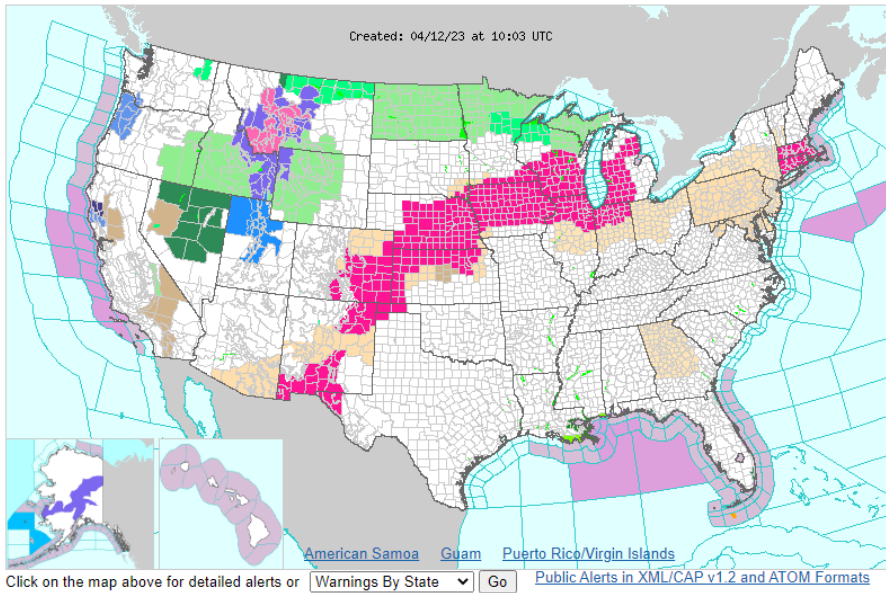 Created: 04/12/23 at 10:03 UTC
American Samoa Guam Puerto Rico/Virgin Islands
Click on the map above for detailed alerts or Warnings By State Go Public Alerts in XML/CAP v1.2 and ATOM Formats